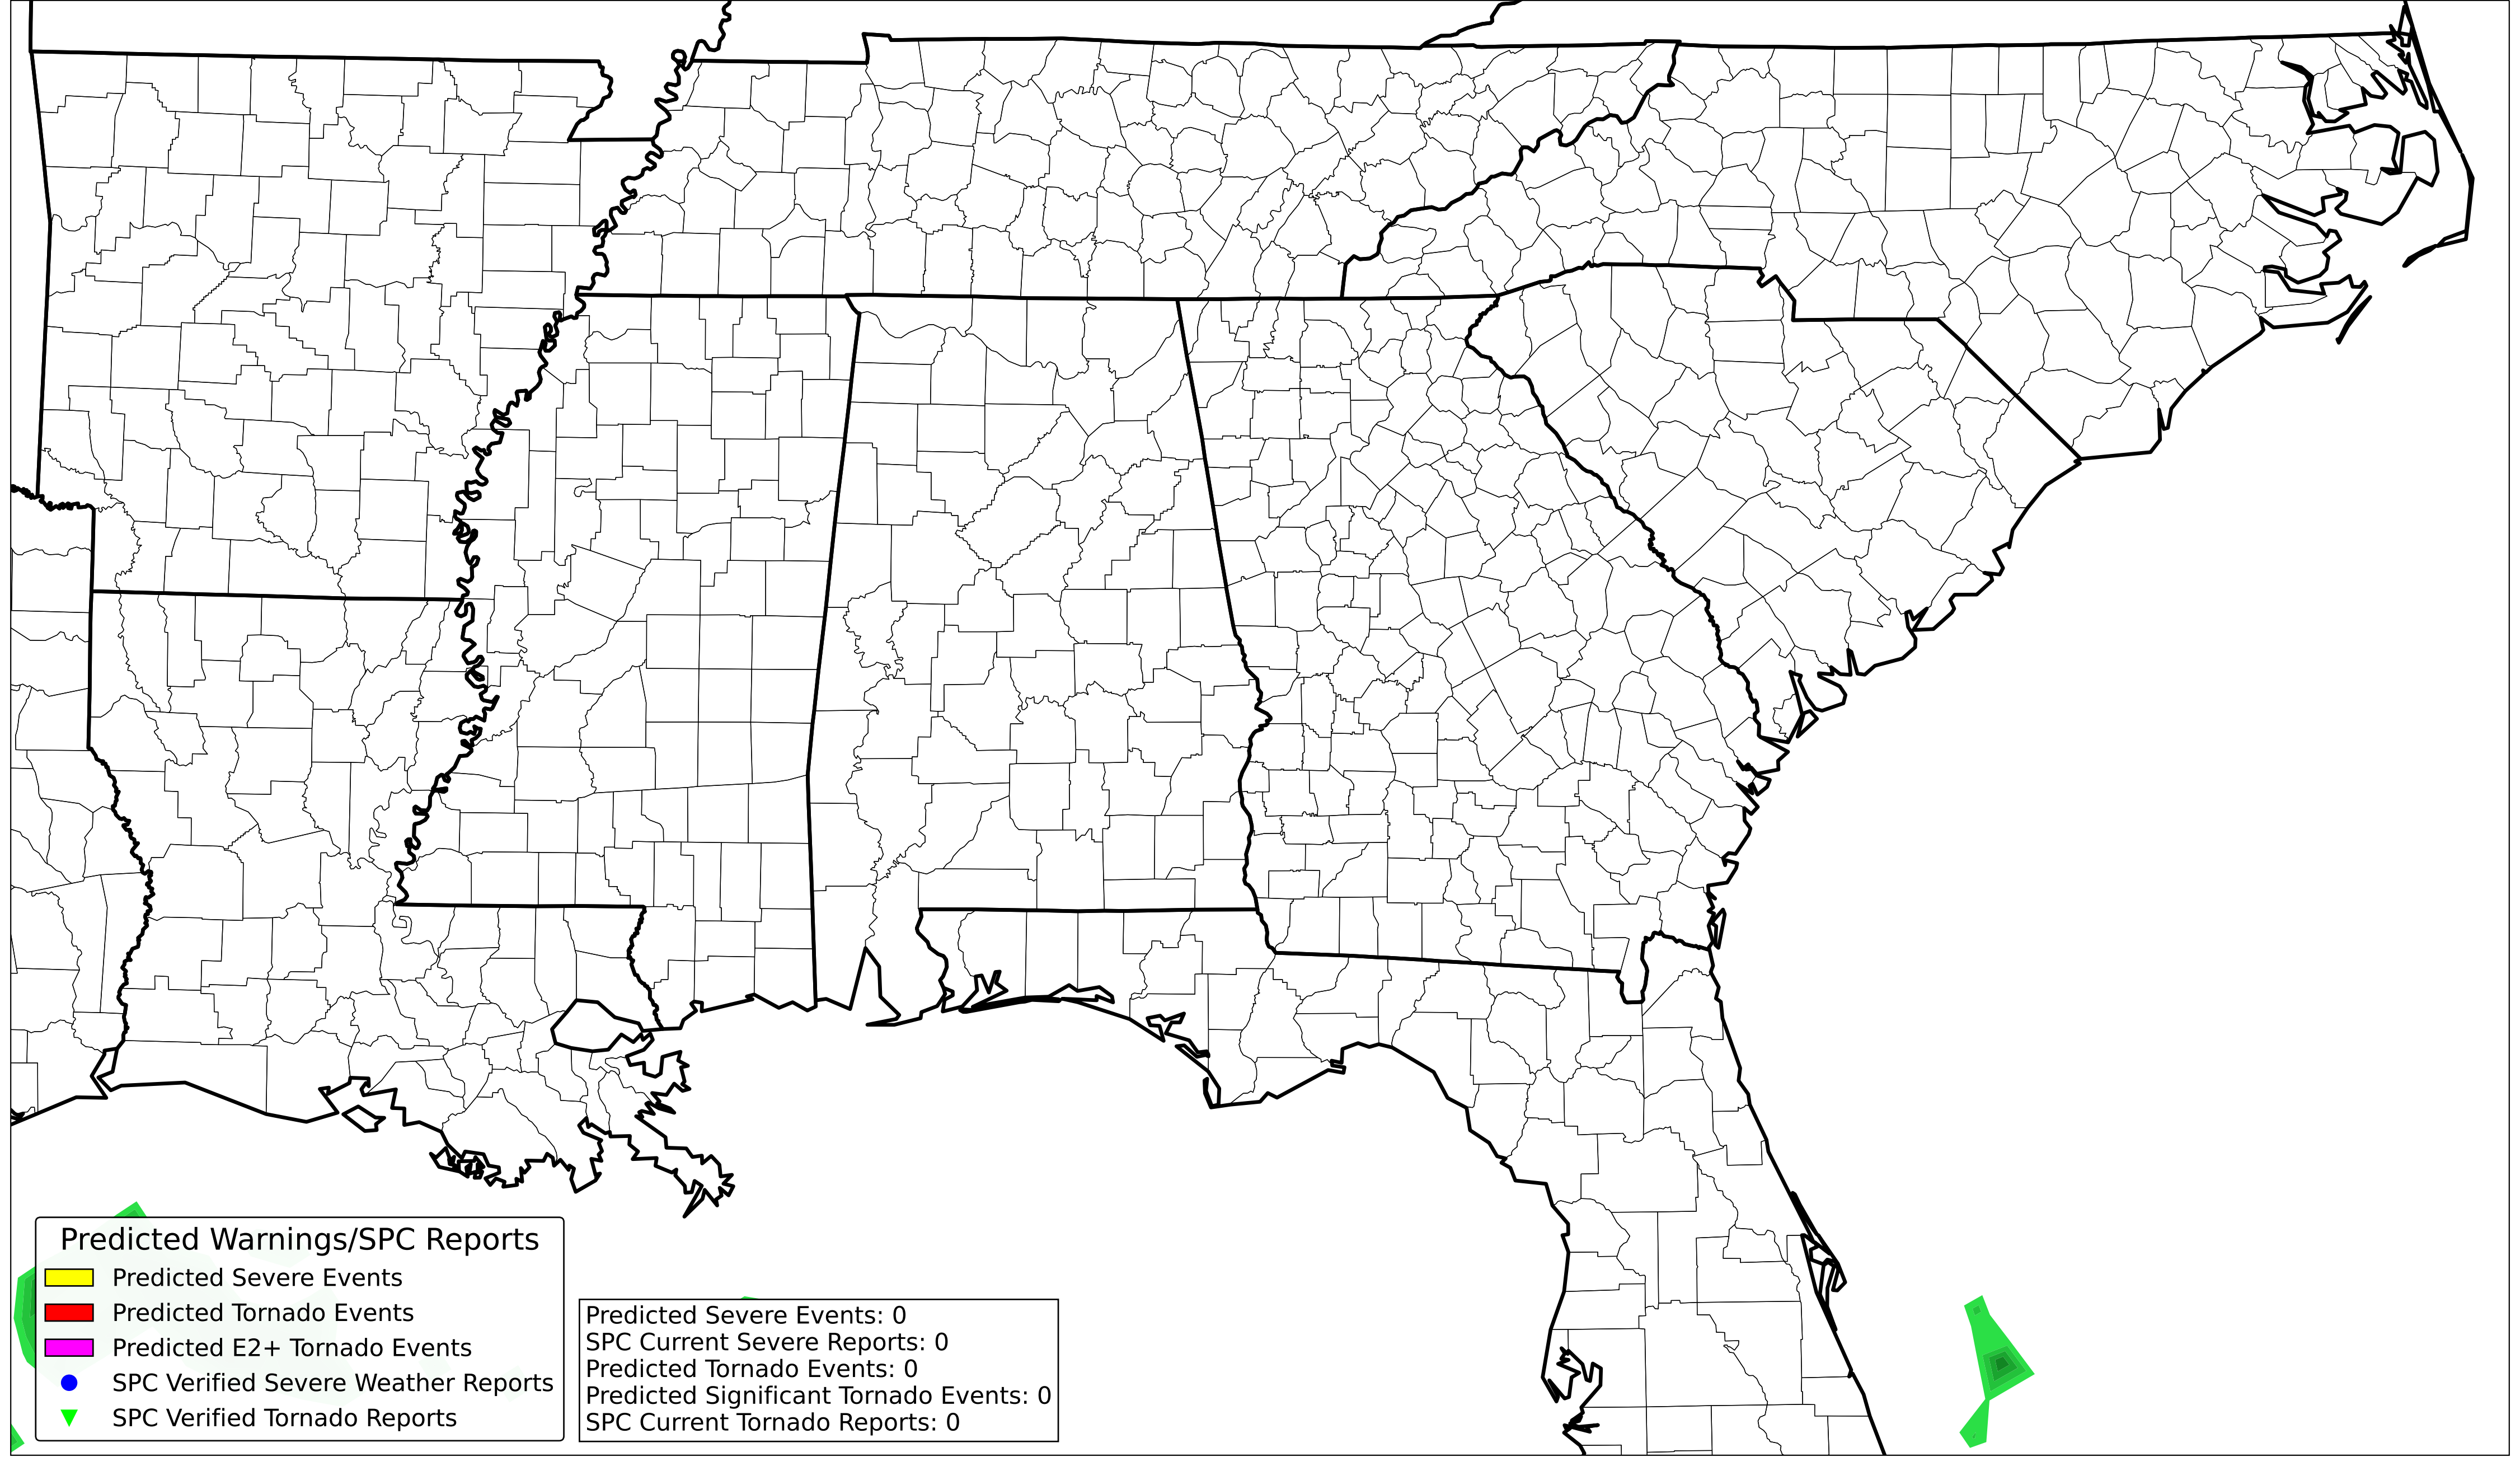 Predicted Warnings/SPC Reports
Predicted Severe Events
Predicted Tornado Events
Predicted E2+ Tornado Events
SPC Verified Severe Weather Reports
SPC Verified Tornado Reports
Predicted Severe Events: 0
SPC Current Severe Reports: 0
Predicted Tornado Events: 0
Predicted Significant Tornado Events: 0
SPC Current Tornado Reports: 0